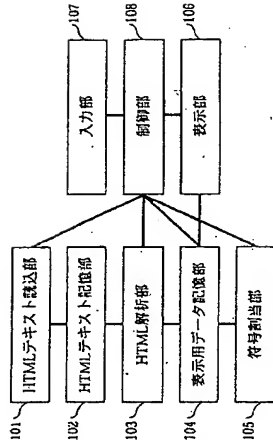 101 HTMLテキスト読込部
102 HTMLテキスト記憶部
103 HTML解析部
104 表示用データ記憶部
105 符号割当部
入力部 107
制御部 108
表示部 106